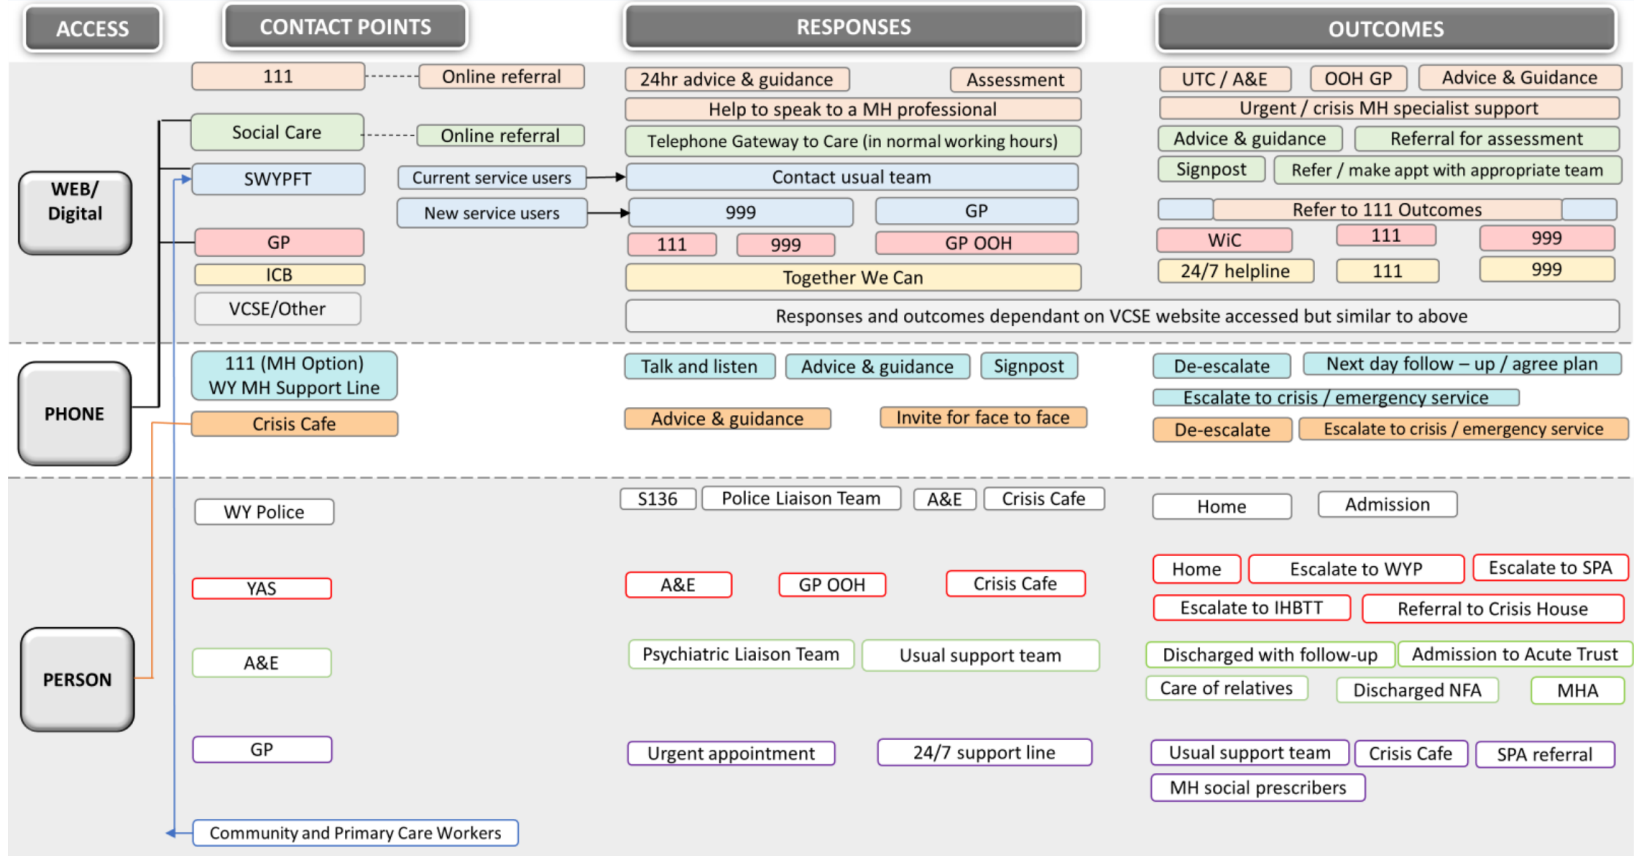 ACCESS
CONTACT POINTS
RESPONSES
OUTCOMES
WEB/
Digital
111
Online referral
24hr advice & guidance
Assessment
UTC / A&E
OOH GP
Advice & Guidance
Help to speak to a MH professional
Urgent / crisis MH specialist support
Social Care
Online referral
Telephone Gateway to Care (in normal working hours)
Advice & guidance
Referral for assessment
Signpost
Refer / make appt with appropriate team
SWYPFT
Current service users
Contact usual team
New service users
999
GP
Refer to 111 Outcomes
GP
111
999
GP OOH
WiC
111
999
ICB
Together We Can
24/7 helpline
111
999
VCSE/Other
Responses and outcomes dependant on VCSE website accessed but similar to above
PHONE
111 (MH Option)
WY MH Support Line
Talk and listen
Advice & guidance
Signpost
De-escalate
Next day follow – up / agree plan
Escalate to crisis / emergency service
Crisis Cafe
Advice & guidance
Invite for face to face
De-escalate
Escalate to crisis / emergency service
PERSON
WY Police
S136
Police Liaison Team
A&E
Crisis Cafe
Home
Admission
YAS
A&E
GP OOH
Crisis Cafe
Home
Escalate to WYP
Escalate to SPA
Escalate to IHBTT
Referral to Crisis House
A&E
Psychiatric Liaison Team
Usual support team
Discharged with follow-up
Admission to Acute Trust
Care of relatives
Discharged NFA
MHA
GP
Urgent appointment
24/7 support line
Usual support team
Crisis Cafe
SPA referral
MH social prescribers
Community and Primary Care Workers